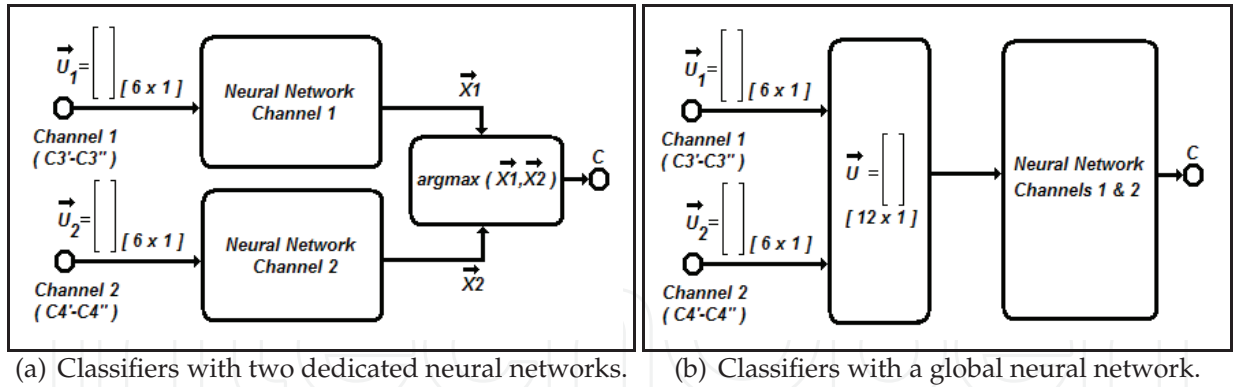 U₁=[ ] [ 6 x 1 ]
Channel 1
( C3'-C3'' )
Neural Network
Channel 1
X1
U₂=[ ] [ 6 x 1 ]
Channel 2
( C4'-C4'' )
Neural Network
Channel 2
X2
argmax ( X1,X2 )
C
(a) Classifiers with two dedicated neural networks.
U₁=[ ] [ 6 x 1 ]
Channel 1
( C3'-C3'' )
U₂=[ ] [ 6 x 1 ]
Channel 2
( C4'-C4'' )
U =[ ]
[ 12 x 1 ]
Neural Network
Channels 1 & 2
C
(b) Classifiers with a global neural network.